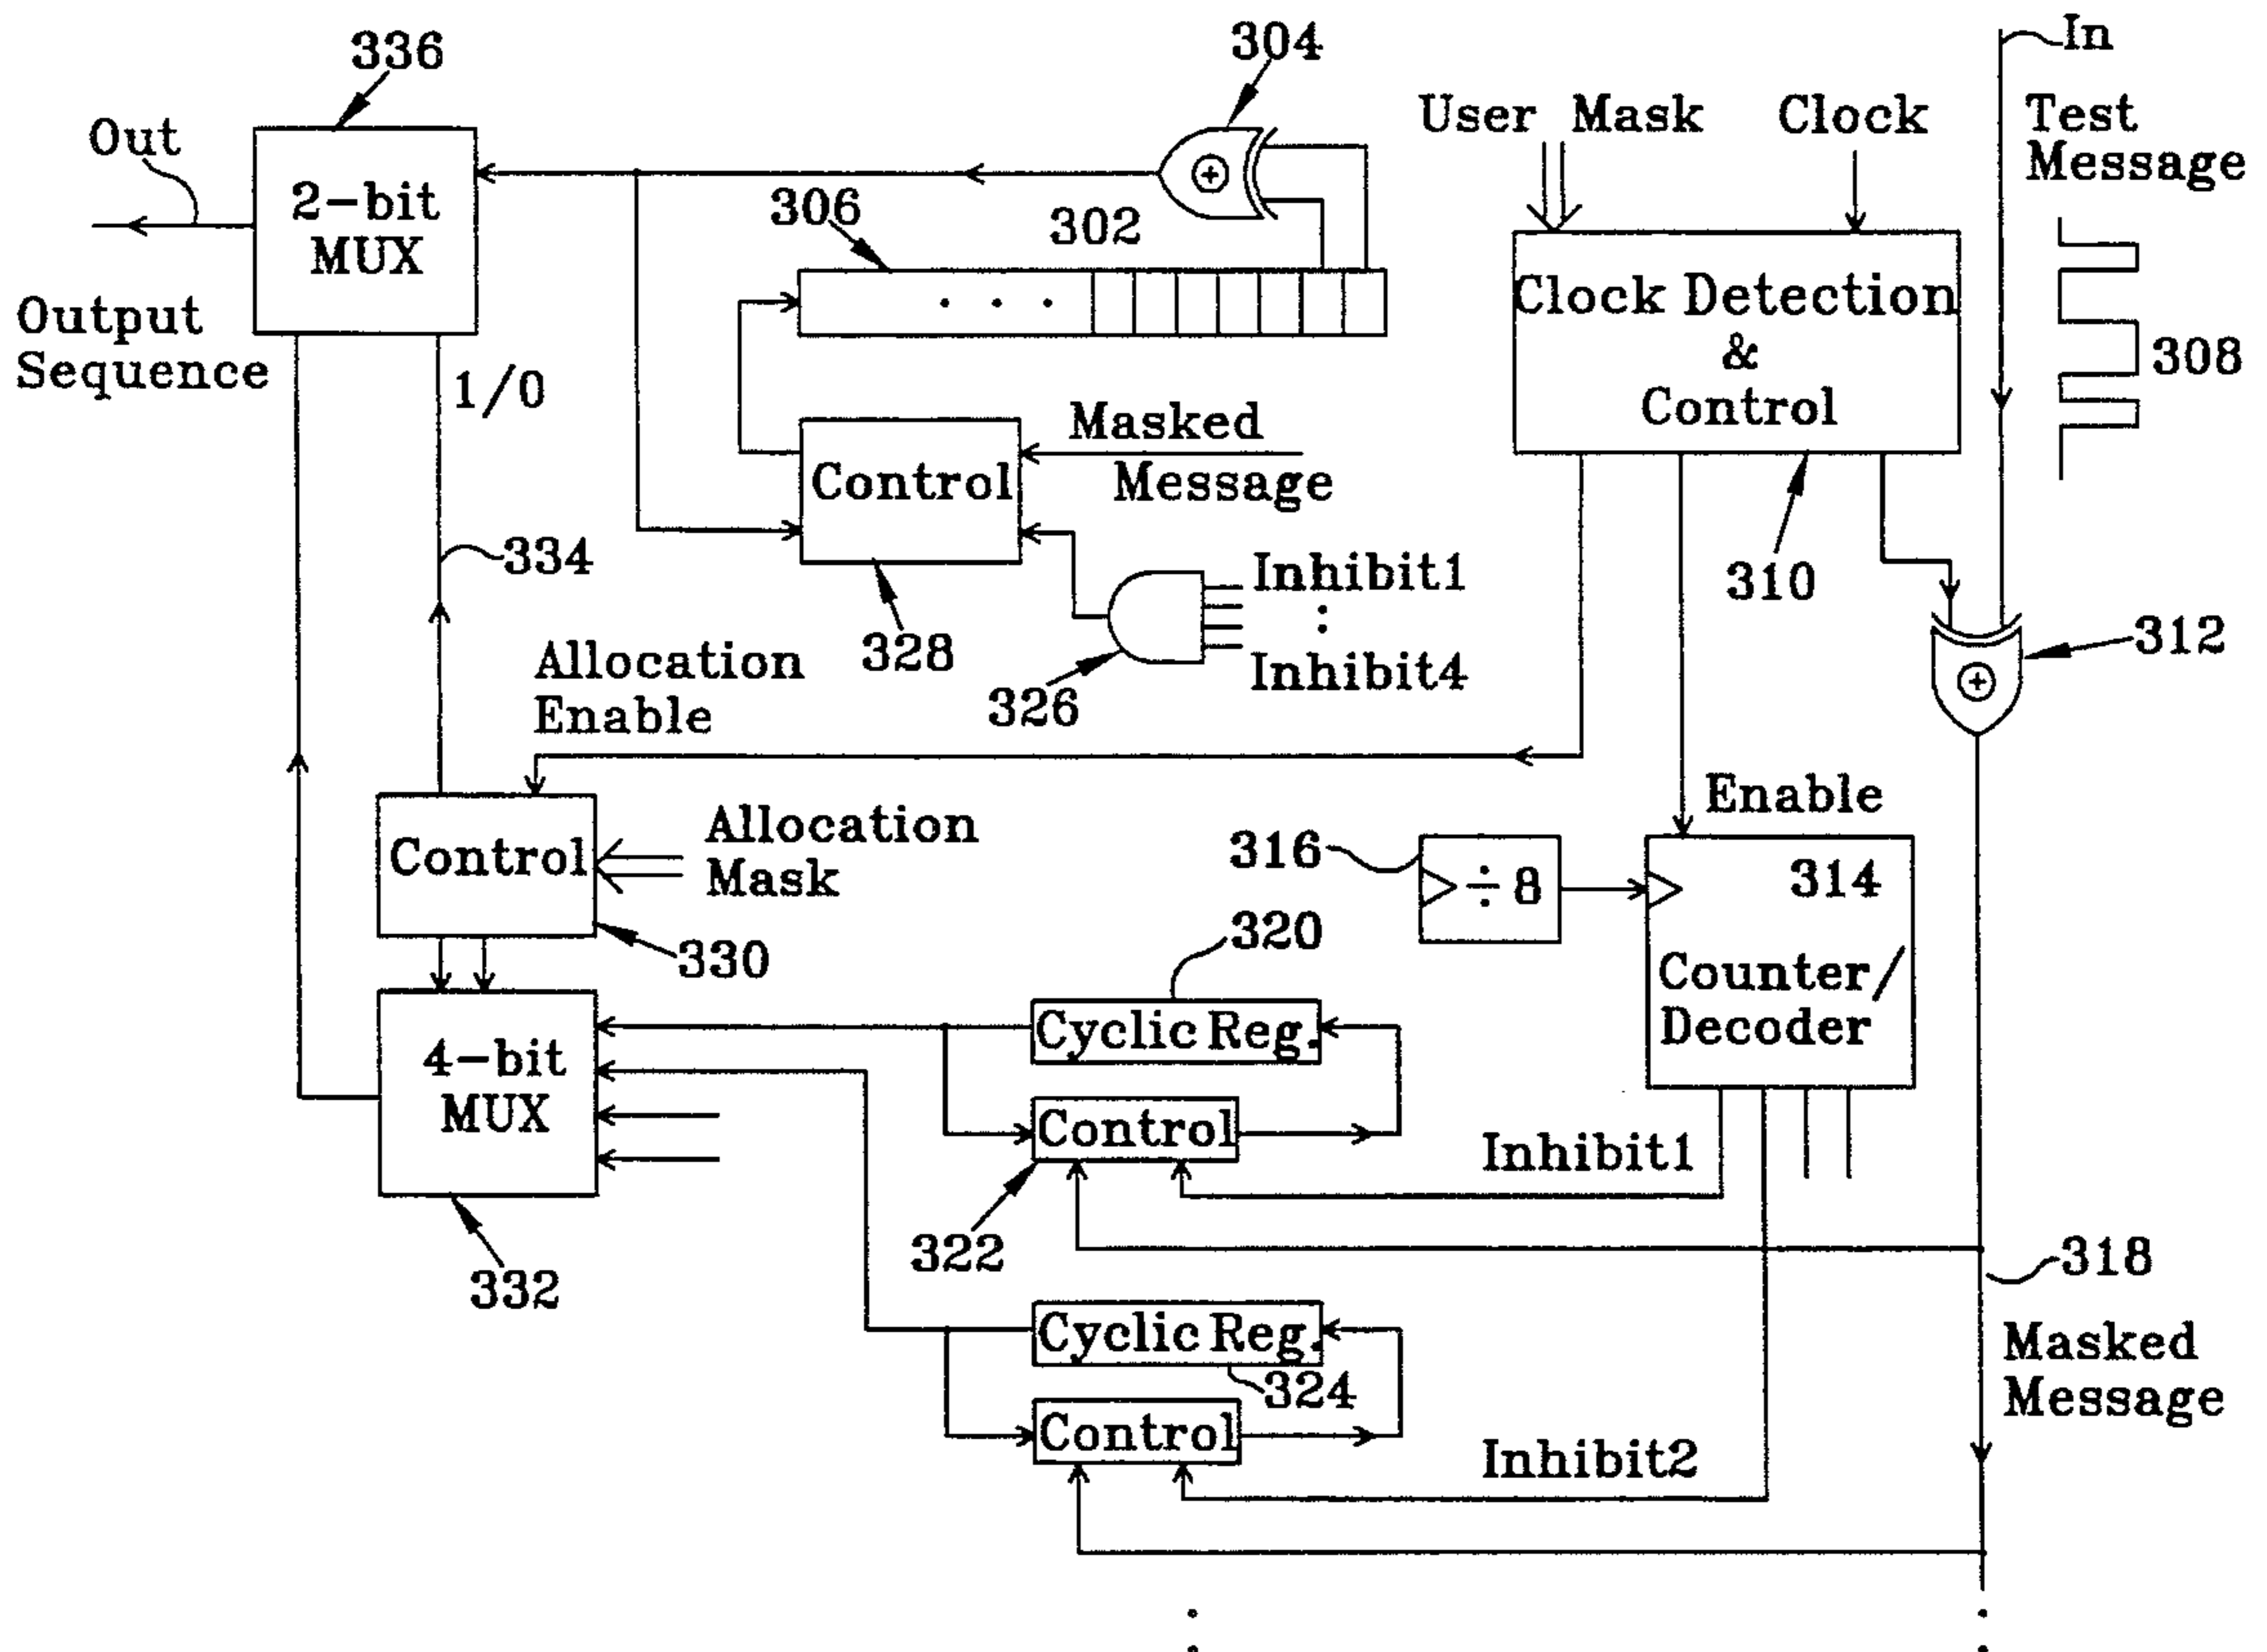 336
304
In
Out
User Mask
Clock
Test
Message
2-bit
MUX
306
302
Output
Sequence
1/0
Clock Detection
&
Control
308
Masked
Message
Control
334
Inhibit1
:
Inhibit4
310
312
328
326
Allocation
Enable
Enable
Control
Allocation
Mask
316
÷8
314
Counter/
Decoder
330
320
Cyclic Reg.
4-bit
MUX
Control
Inhibit1
322
332
318
Cyclic Reg.
324
Masked
Message
Control
Inhibit2